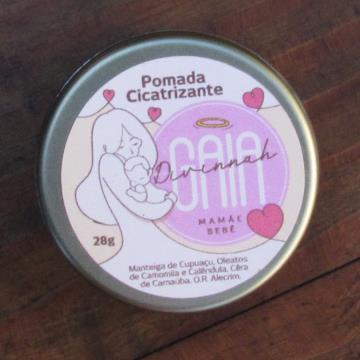 Pomada
Cicatrizante
GAIA
Divinnah
MAMÃE
BEBÊ
28g
Manteiga de Cupuaçu, Oleatos
de Camomila e Calêndula, Cêra
de Carnaúba. O.R. Alecrim.